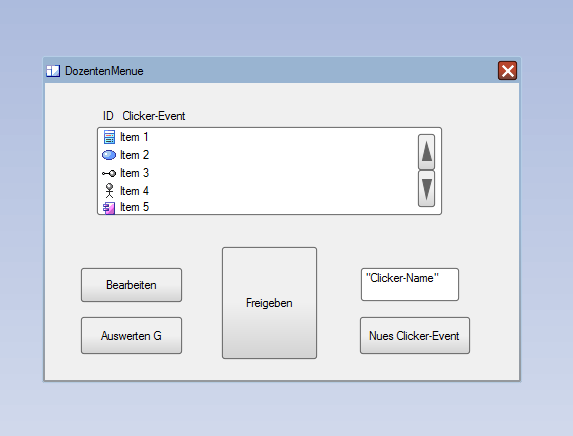 DozentenMenue
ID Clicker-Event
Item 1
Item 2
Item 3
Item 4
Item 5
Bearbeiten
Auswerten G
Freigeben
"Clicker-Name"
Nues Clicker-Event